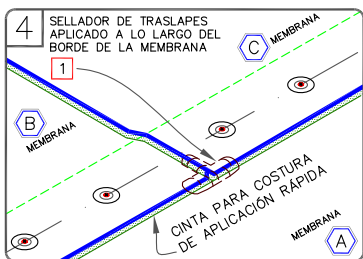 4
SELLADOR DE TRASLAPES
APLICADO A LO LARGO DEL
BORDE DE LA MEMBRANA
1
C
MEMBRANA
B
MEMBRANA
CINTA PARA COSTURA
DE APLICACIÓN RÁPIDA
MEMBRANA
A